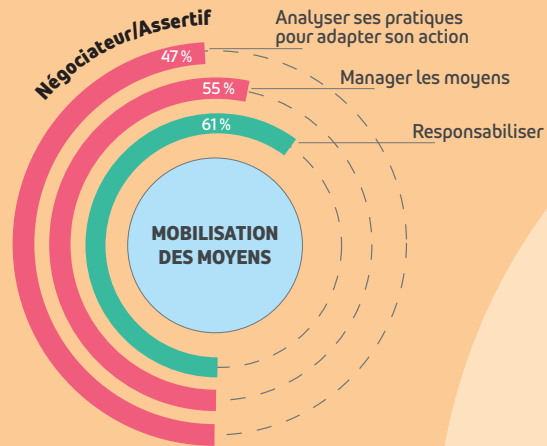 Négociateur/Assertif
Analyser ses pratiques
pour adapter son action
47 %
Manager les moyens
55 %
Responsabiliser
61 %
MOBILISATION
DES MOYENS